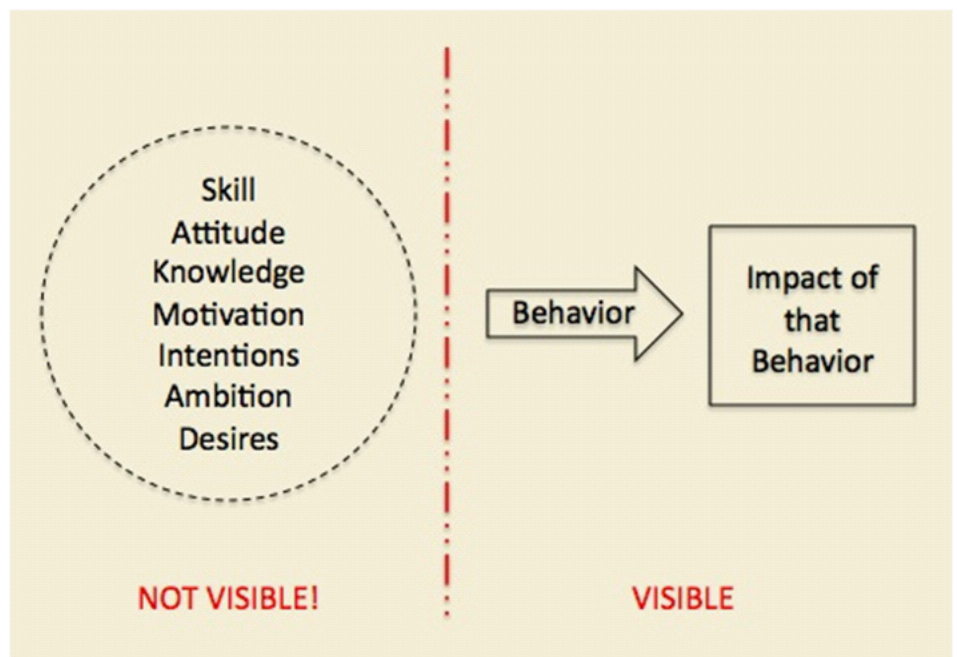 Skill
Attitude
Knowledge
Motivation
Intentions
Ambition
Desires
NOT VISIBLE!
Behavior
Impact of
that
Behavior
VISIBLE